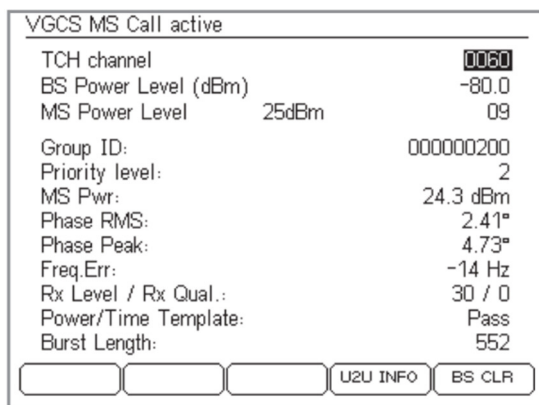 VGCS MS Call active
TCH channel 0060
BS Power Level (dBm) -80.0
MS Power Level 25dBm 09
Group ID: 000000200
Priority level: 2
MS Pwr: 24.3 dBm
Phase RMS: 2.41°
Phase Peak: 4.73°
Freq.Err: -14 Hz
Rx Level / Rx Qual.: 30 / 0
Power/Time Template: Pass
Burst Length: 552
U2U INFO BS CLR